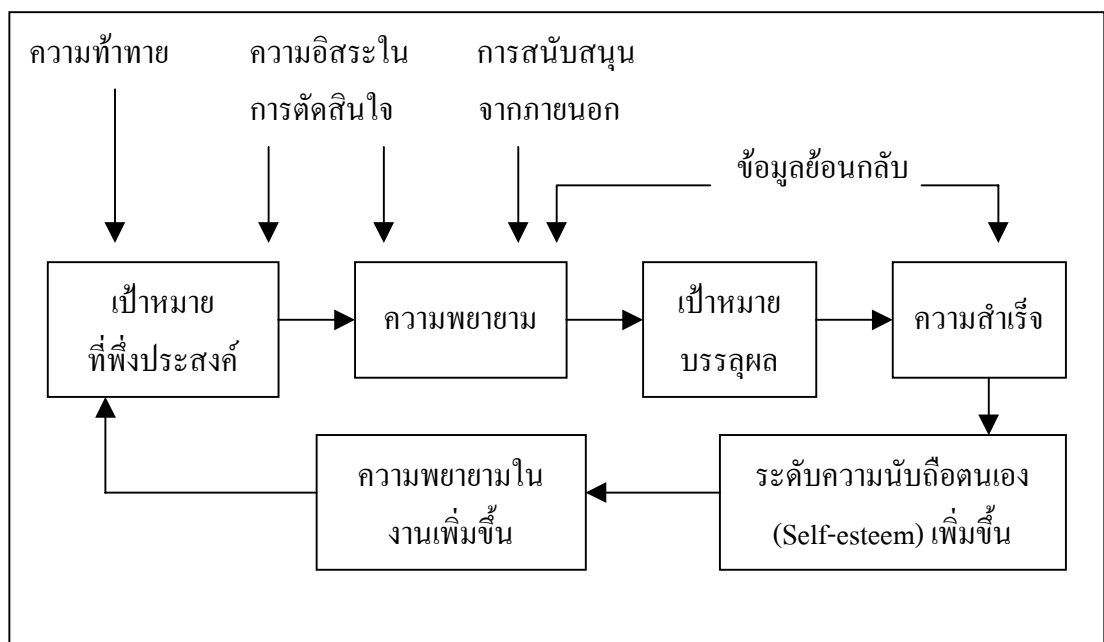 ความท้าทาย
ความอิสระใน
การตัดสินใจ
การสนับสนุน
จากภายนอก
ข้อมูลย้อนกลับ
เป้าหมาย
ที่พึ่งประสงค์
ความพยายาม
เป้าหมาย
บรรลุผล
ความสำเร็จ
ความพยายามใน
งานเพิ่มขึ้น
ระดับความนับถือตนเอง
(Self-esteem) เพิ่มขึ้น